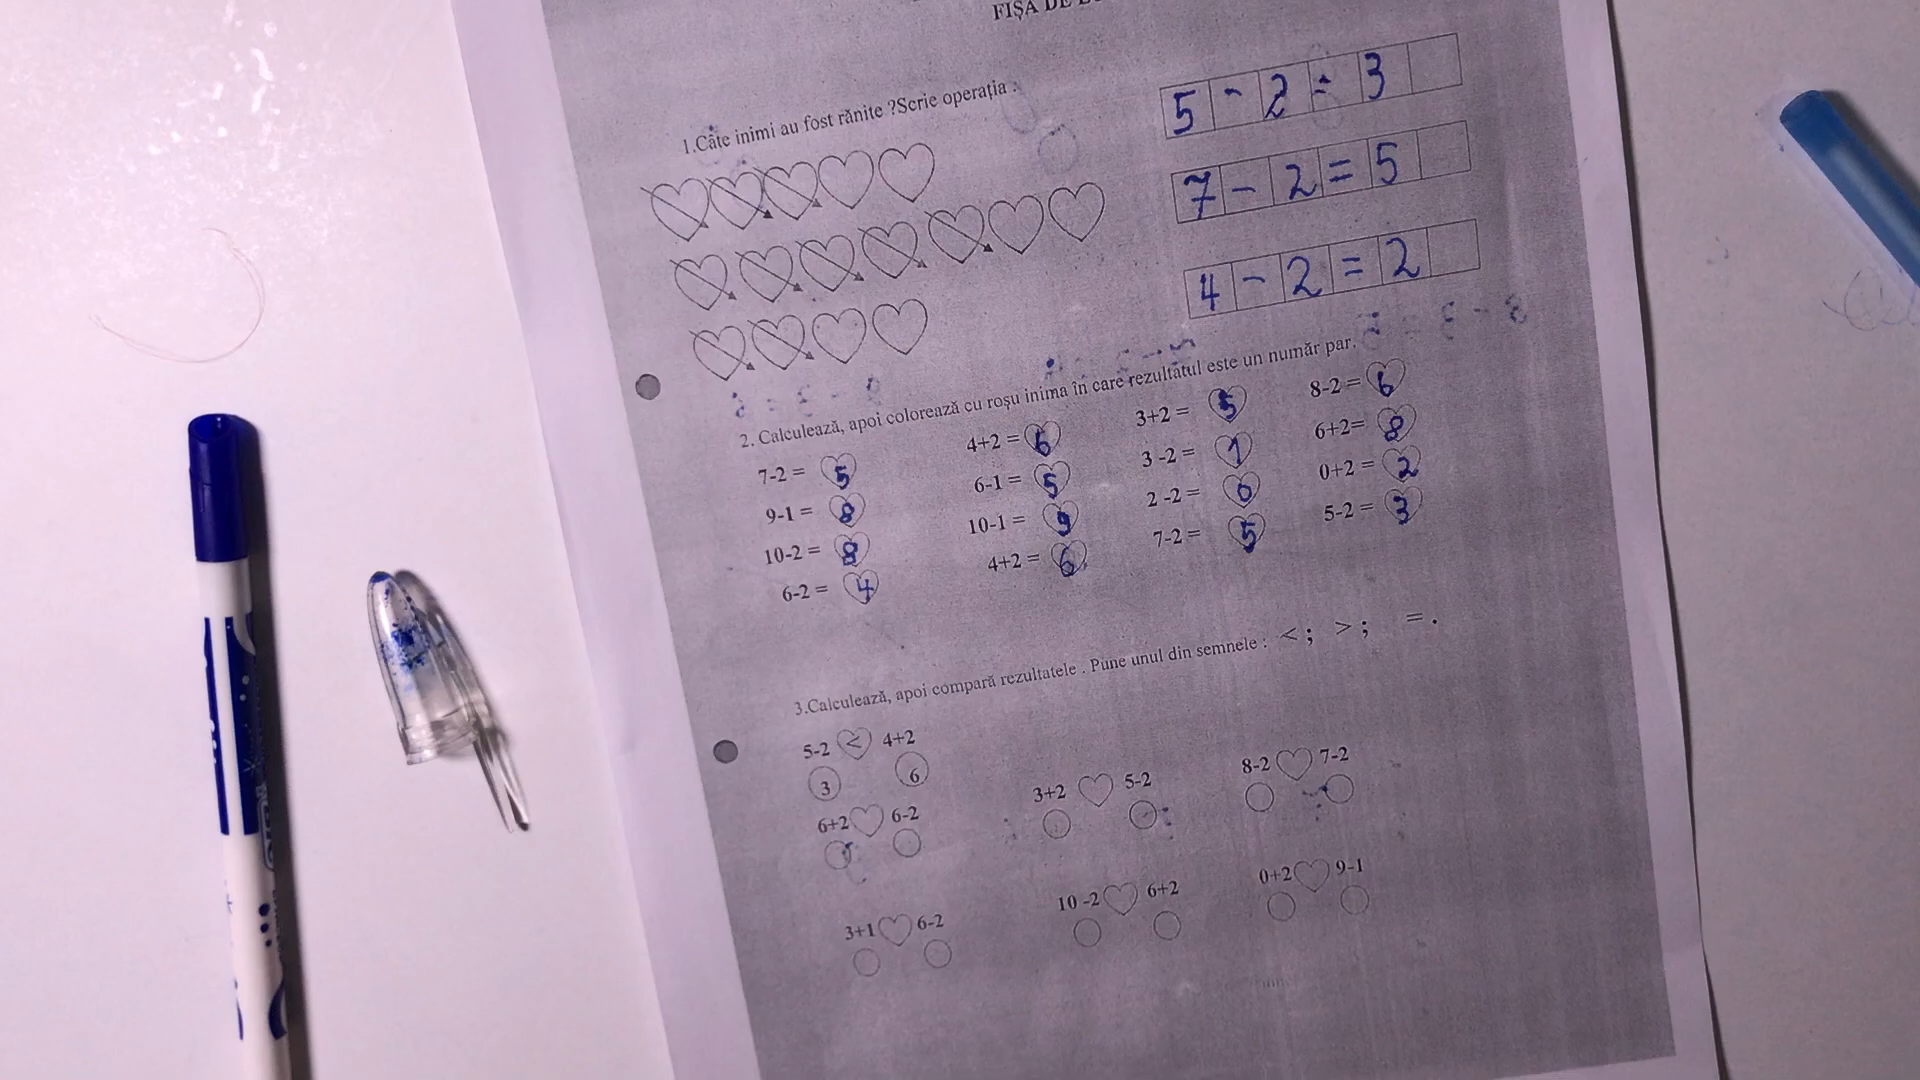 FIȘA DE
1.Câte inimi au fost rănite ?Scrie operația :
5 - 2 = 3
7 - 2 = 5
4 - 2 = 2
2. Calculează, apoi colorează cu roșu inima în care rezultatul este un număr par.
7-2 = 5 4+2 = 6 3+2 = 5 8-2 = 6
9-1 = 8 6-1 = 5 3 -2 = 1 6+2= 8
10-2 = 8 10-1 = 9 2 -2 = 0 0+2 = 2
6-2 = 4 4+2 = 6 7-2 = 5 5-2 = 3
3.Calculează, apoi compară rezultatele . Pune unul din semnele : < ; > ; = .
5-2 < 4+2
3 6
3+2 5-2 8-2 7-2
6+2 6-2
10 -2 6+2 0+2 9-1
3+1 6-2